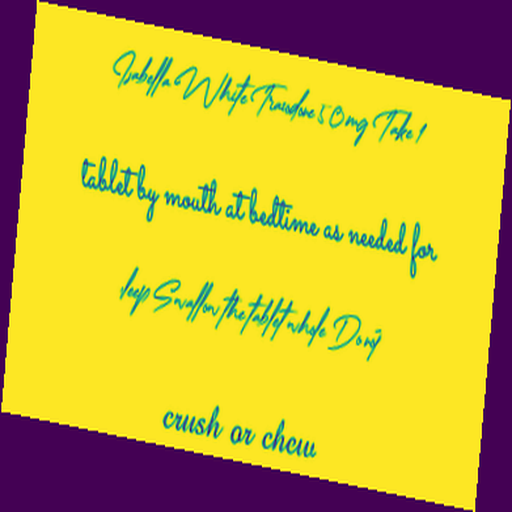 Isabella White Trazodone 50mg Take 1
tablet by mouth at bedtime as needed for
sleep Swallow the tablet whole Don't
crush or chew